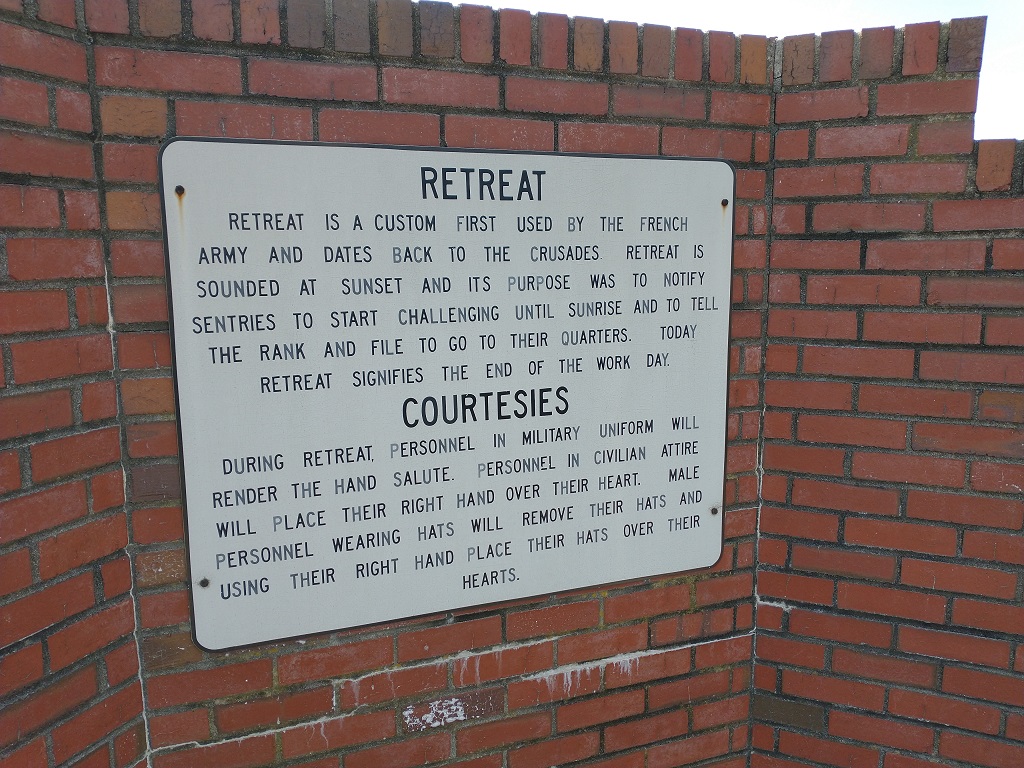 RETREAT
RETREAT IS A CUSTOM FIRST USED BY THE FRENCH
ARMY AND DATES BACK TO THE CRUSADES RETREAT IS
SOUNDED AT SUNSET AND ITS PURPOSE WAS TO NOTIFY
SENTRIES TO START CHALLENGING UNTIL SUNRISE AND TO TELL
THE RANK AND FILE TO GO TO THEIR QUARTERS. TODAY
RETREAT SIGNIFIES THE END OF THE WORK DAY.
COURTESIES
DURING RETREAT, PERSONNEL IN MILITARY UNIFORM WILL
RENDER THE HAND SALUTE. PERSONNEL IN CIVILIAN ATTIRE
WILL PLACE THEIR RIGHT HAND OVER THEIR HEART. MALE
PERSONNEL WEARING HATS WILL REMOVE THEIR HATS AND
USING THEIR RIGHT HAND PLACE THEIR HATS OVER THEIR
HEARTS.